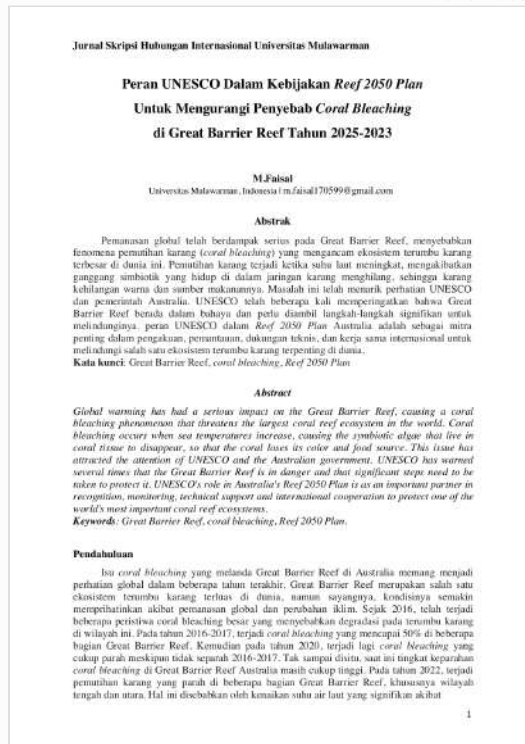 Jurnal Skripsi Hubungan Internasional Universitas Mulawarman
Peran UNESCO Dalam Kebijakan Reef 2050 Plan
Untuk Mengurangi Penyebab Coral Bleaching
di Great Barrier Reef Tahun 2025-2023
M.Faisal
Universitas Mulawarman, Indonesia | m.faisal170599@gmail.com
Abstrak
Pemanasan global telah berdampak serius pada Great Barrier Reef, menyebabkan
fenomena pemutihan karang (coral bleaching) yang mengancam ekosistem terumbu karang
terbesar di dunia ini. Pemutihan karang terjadi ketika suhu laut meningkat, mengakibatkan
ganggang simbiotik yang hidup di dalam jaringan karang menghilang, sehingga karang
kehilangan warna dan sumber makanannya. Masalah ini telah menarik perhatian UNESCO
dan pemerintah Australia. UNESCO telah beberapa kali memperingatkan bahwa Great
Barrier Reef berada dalam bahaya dan perlu diambil langkah-langkah signifikan untuk
melindunginya. peran UNESCO dalam Reef 2050 Plan Australia adalah sebagai mitra
penting dalam pengakuan, pemantauan, dukungan teknis, dan kerja sama internasional untuk
melindungi salah satu ekosistem terumbu karang terpenting di dunia.
Kata kunci: Great Barrier Reef, coral bleaching, Reef 2050 Plan
Abstract
Global warming has had a serious impact on the Great Barrier Reef, causing a coral
bleaching phenomenon that threatens the largest coral reef ecosystem in the world. Coral
bleaching occurs when sea temperatures increase, causing the symbiotic algae that live in
coral tissue to disappear, so that the coral loses its color and food source. This issue has
attracted the attention of UNESCO and the Australian government. UNESCO has warned
several times that the Great Barrier Reef is in danger and that significant steps need to be
taken to protect it. UNESCO's role in Australia's Reef 2050 Plan is as an important partner in
recognition, monitoring, technical support and international cooperation to protect one of the
world's most important coral reef ecosystems.
Keywords: Great Barrier Reef, coral bleaching, Reef 2050 Plan.
Pendahuluan
Isu coral bleaching yang melanda Great Barrier Reef di Australia memang menjadi
perhatian global dalam beberapa tahun terakhir. Great Barrier Reef merupakan salah satu
ekosistem terumbu karang terluas di dunia, namun sayangnya, kondisinya semakin
memprihatinkan akibat pemanasan global dan perubahan iklim. Sejak 2016, telah terjadi
beberapa peristiwa coral bleaching besar yang menyebabkan degradasi pada terumbu karang
di wilayah ini. Pada tahun 2016-2017, terjadi coral bleaching yang mencapai 50% di beberapa
bagian Great Barrier Reef. Kemudian pada tahun 2020, terjadi lagi coral bleaching yang
cukup parah meskipun tidak separah 2016-2017. Tak sampai disitu, saat ini tingkat keparahan
coral bleaching di Great Barrier Reef Australia masih cukup tinggi. Pada tahun 2022, terjadi
pemutihan karang yang parah di beberapa bagian Great Barrier Reef, khususnya wilayah
tengah dan utara. Hal ini disebabkan oleh kenaikan suhu air laut yang signifikan akibat
1